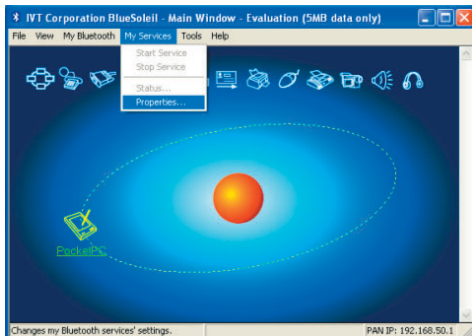 IVT Corporation BlueSoleil - Main Window - Evaluation (5MB data only)
File View My Bluetooth My Services Tools Help
Start Service
Stop Service
Status...
Properties...
PocketPC
Changes my Bluetooth services' settings. PAN IP: 192.168.50.1